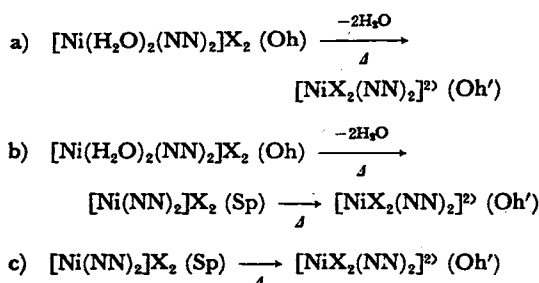 a) [Ni(H₂O)₂(NN)₂]X₂ (Oh) —−2H₂O/Δ→
[NiX₂(NN)₂]²⁾ (Oh′)
b) [Ni(H₂O)₂(NN)₂]X₂ (Oh) —−2H₂O/Δ→
[Ni(NN)₂]X₂ (Sp) —Δ→ [NiX₂(NN)₂]²⁾ (Oh′)
c) [Ni(NN)₂]X₂ (Sp) —Δ→ [NiX₂(NN)₂]²⁾ (Oh′)